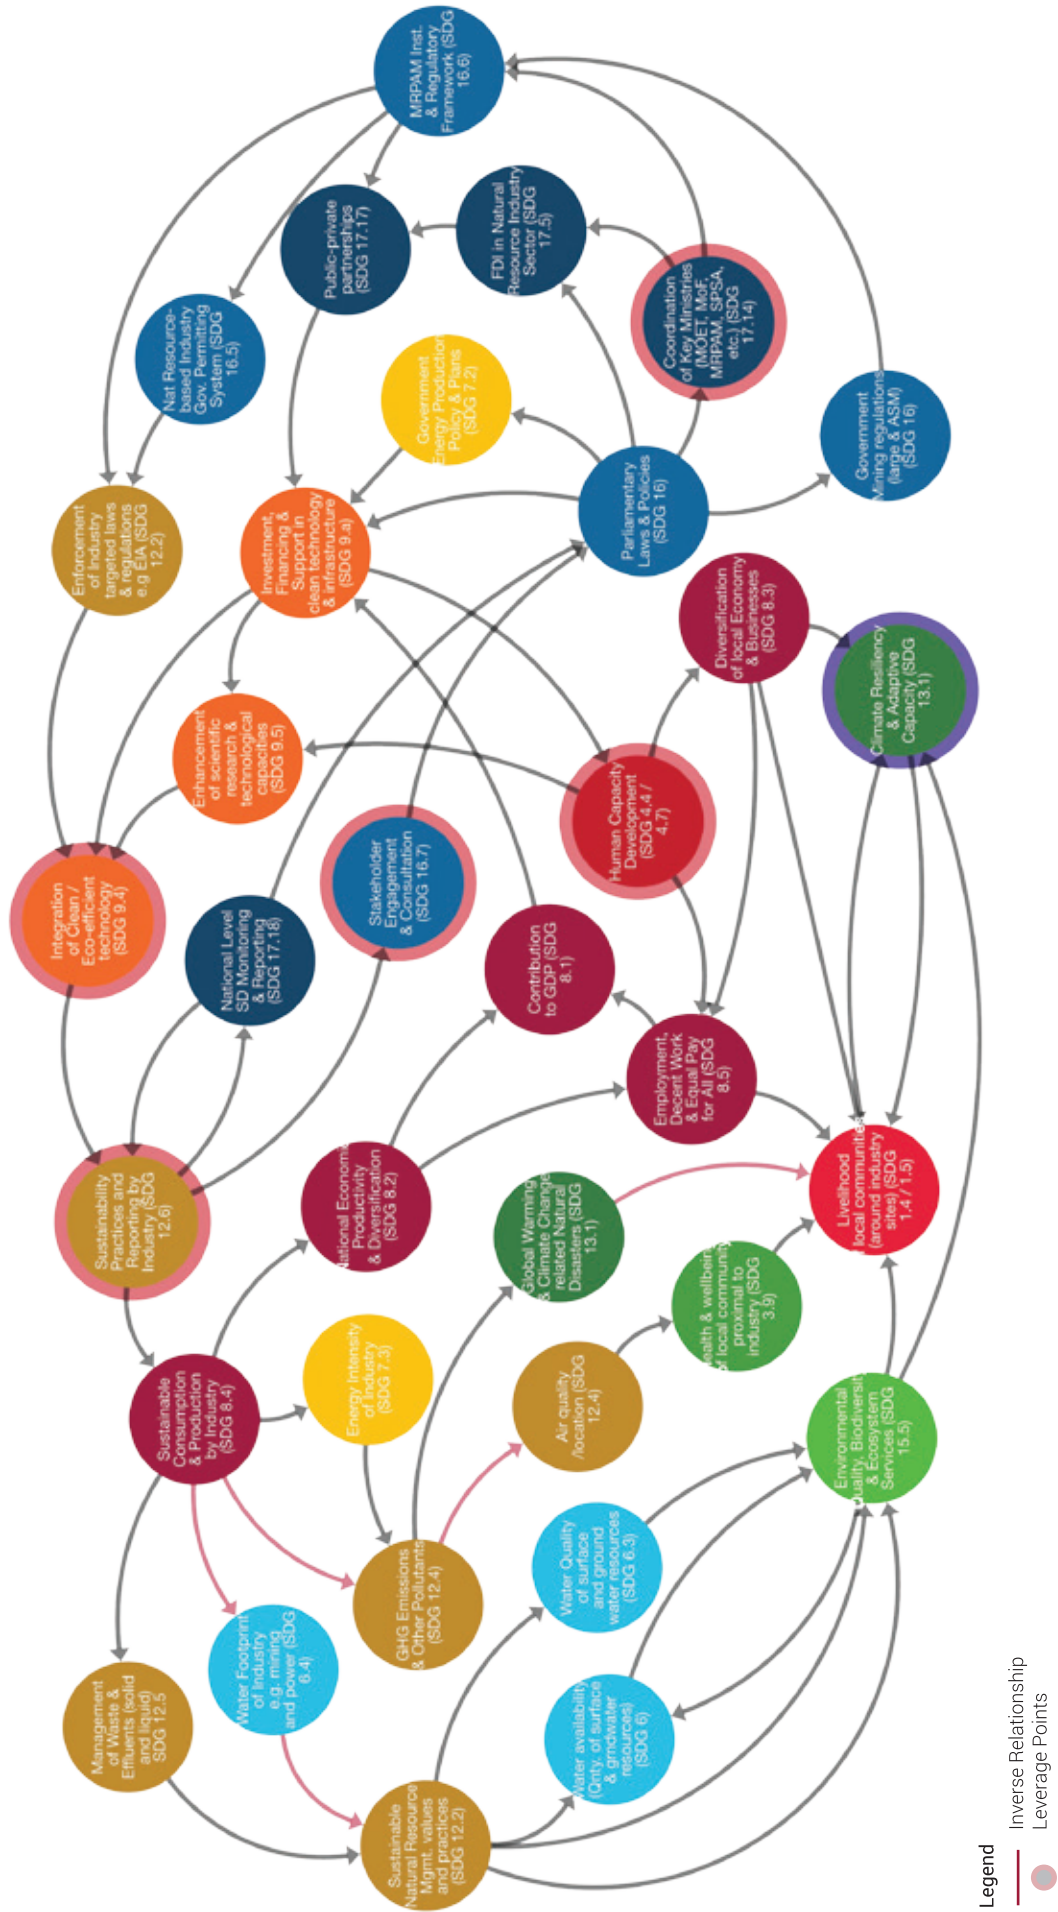 MRPAM Inst.
& Regulatory
Framework (SDG
16.6)
Public-private
partnerships
(SDG 17.17)
FDI in Natural
Resource Industry
Sector (SDG
17.5)
Nat Resource-
based Industry
Gov. Permitting
System (SDG
16.5)
Government
Energy Production
Policy & Plans
(SDG 7.2)
Coordination
of Key Ministries
(MOET, MoF,
MRPAM, SPSA,
etc.) (SDG
17.14)
Government
Mining regulations
(large & ASM)
(SDG 16)
Enforcement
of Industry
targeted laws
& regulations
e.g EIA (SDG
12.2)
Investment,
Financing &
Support in
clean technology
& infrastructure
(SDG 9.a)
Parliamentary
Laws & Policies
(SDG 16)
Diversification
of local Economy
& Businesses
(SDG 8.3)
Climate Resiliency
& Adaptive
Capacity (SDG
13.1)
Enhancement
of scientific
research &
technological
capacities
(SDG 9.5)
Human Capacity
Development
(SDG 4.4 /
4.7)
Integration
of Clean /
Eco-efficient
technology
(SDG 9.4)
Stakeholder
Engagement
& Consultation
(SDG 16.7)
National Level
SD Monitoring
& Reporting
(SDG 17.18)
Contribution
to GDP (SDG
8.1)
Employment,
Decent Work
& Equal Pay
for All (SDG
8.5)
Sustainability
Practices and
Reporting by
Industry (SDG
12.6)
National Economic
Productivity
& Diversification
(SDG 8.2)
Global Warming
& Climate Change
related Natural
Disasters (SDG
13.1)
Livelihood
local communities
(around industry
sites) (SDG
1.4 / 1.5)
ealth & wellbeing
of local community
proximal to
industry (SDG
3.9)
Sustainable
Consumption
& Production
by Industry
(SDG 8.4)
Energy Intensity
of Industry
(SDG 7.3)
Air quality
/location (SDG
12.4)
Environmental
Quality, Biodiversity
& Ecosystem
Services (SDG
15.5)
GHG Emissions
& Other Pollutants
(SDG 12.4)
Water Quality
of surface
and ground
water resources
(SDG 6.3)
Water Footprint
of Industry
e.g. mining
and power (SDG
6.4)
Management
of Waste &
Effluents (solid
and liquid)
SDG 12.5
Water availability
(Qnty. of surface
& grndwater
resources)
(SDG 6)
Sustainable
Natural Resource
Mgmt. values
and practices
(SDG 12.2)
Legend
Inverse Relationship
Leverage Points